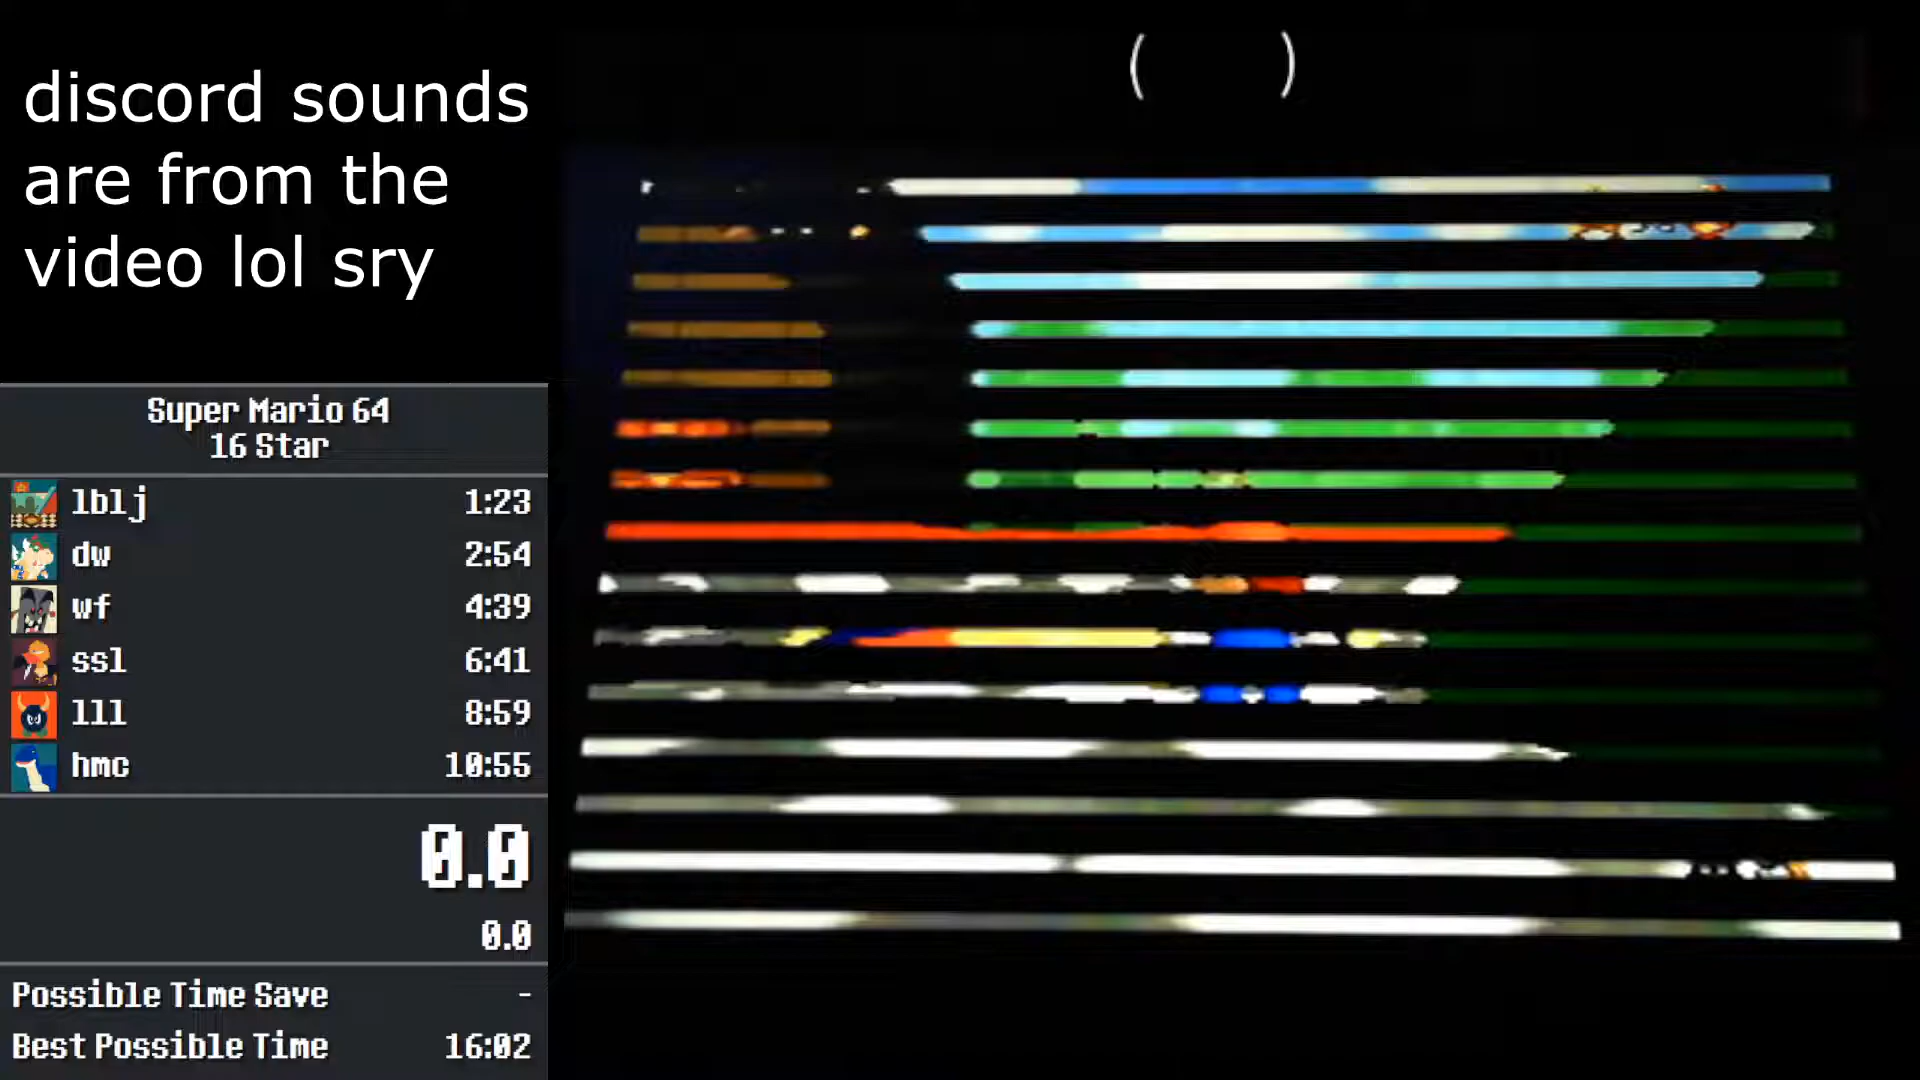 discord sounds
are from the
video lol sry
( )
Super Mario 64
16 Star
lblj 1:23
dw 2:54
wf 4:39
ssl 6:41
lll 8:59
hmc 10:55
0.0
0.0
Possible Time Save -
Best Possible Time 16:02